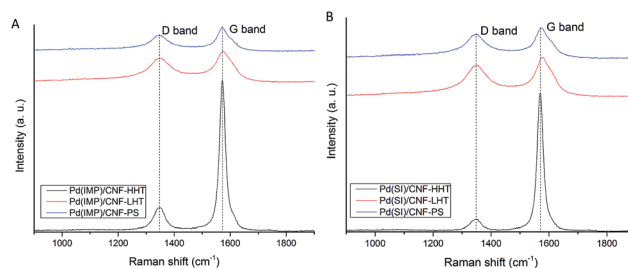 A
D band
G band
Intensity (a. u.)
Pd(IMP)/CNF-HHT
Pd(IMP)/CNF-LHT
Pd(IMP)/CNF-PS
1000 1200 1400 1600 1800
Raman shift (cm⁻¹)
B
D band
G band
Intensity (a. u.)
Pd(SI)/CNF-HHT
Pd(SI)/CNF-LHT
Pd(SI)/CNF-PS
1000 1200 1400 1600 1800
Raman shift (cm⁻¹)